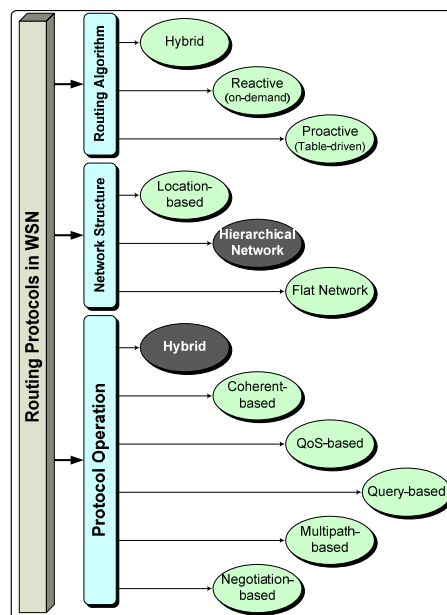 Routing Protocols in WSN
Routing Algorithm
Hybrid
Reactive
(on-demand)
Proactive
(Table-driven)
Network Structure
Location-
based
Hierarchical
Network
Flat Network
Protocol Operation
Hybrid
Coherent-
based
QoS-based
Query-based
Multipath-
based
Negotiation-
based